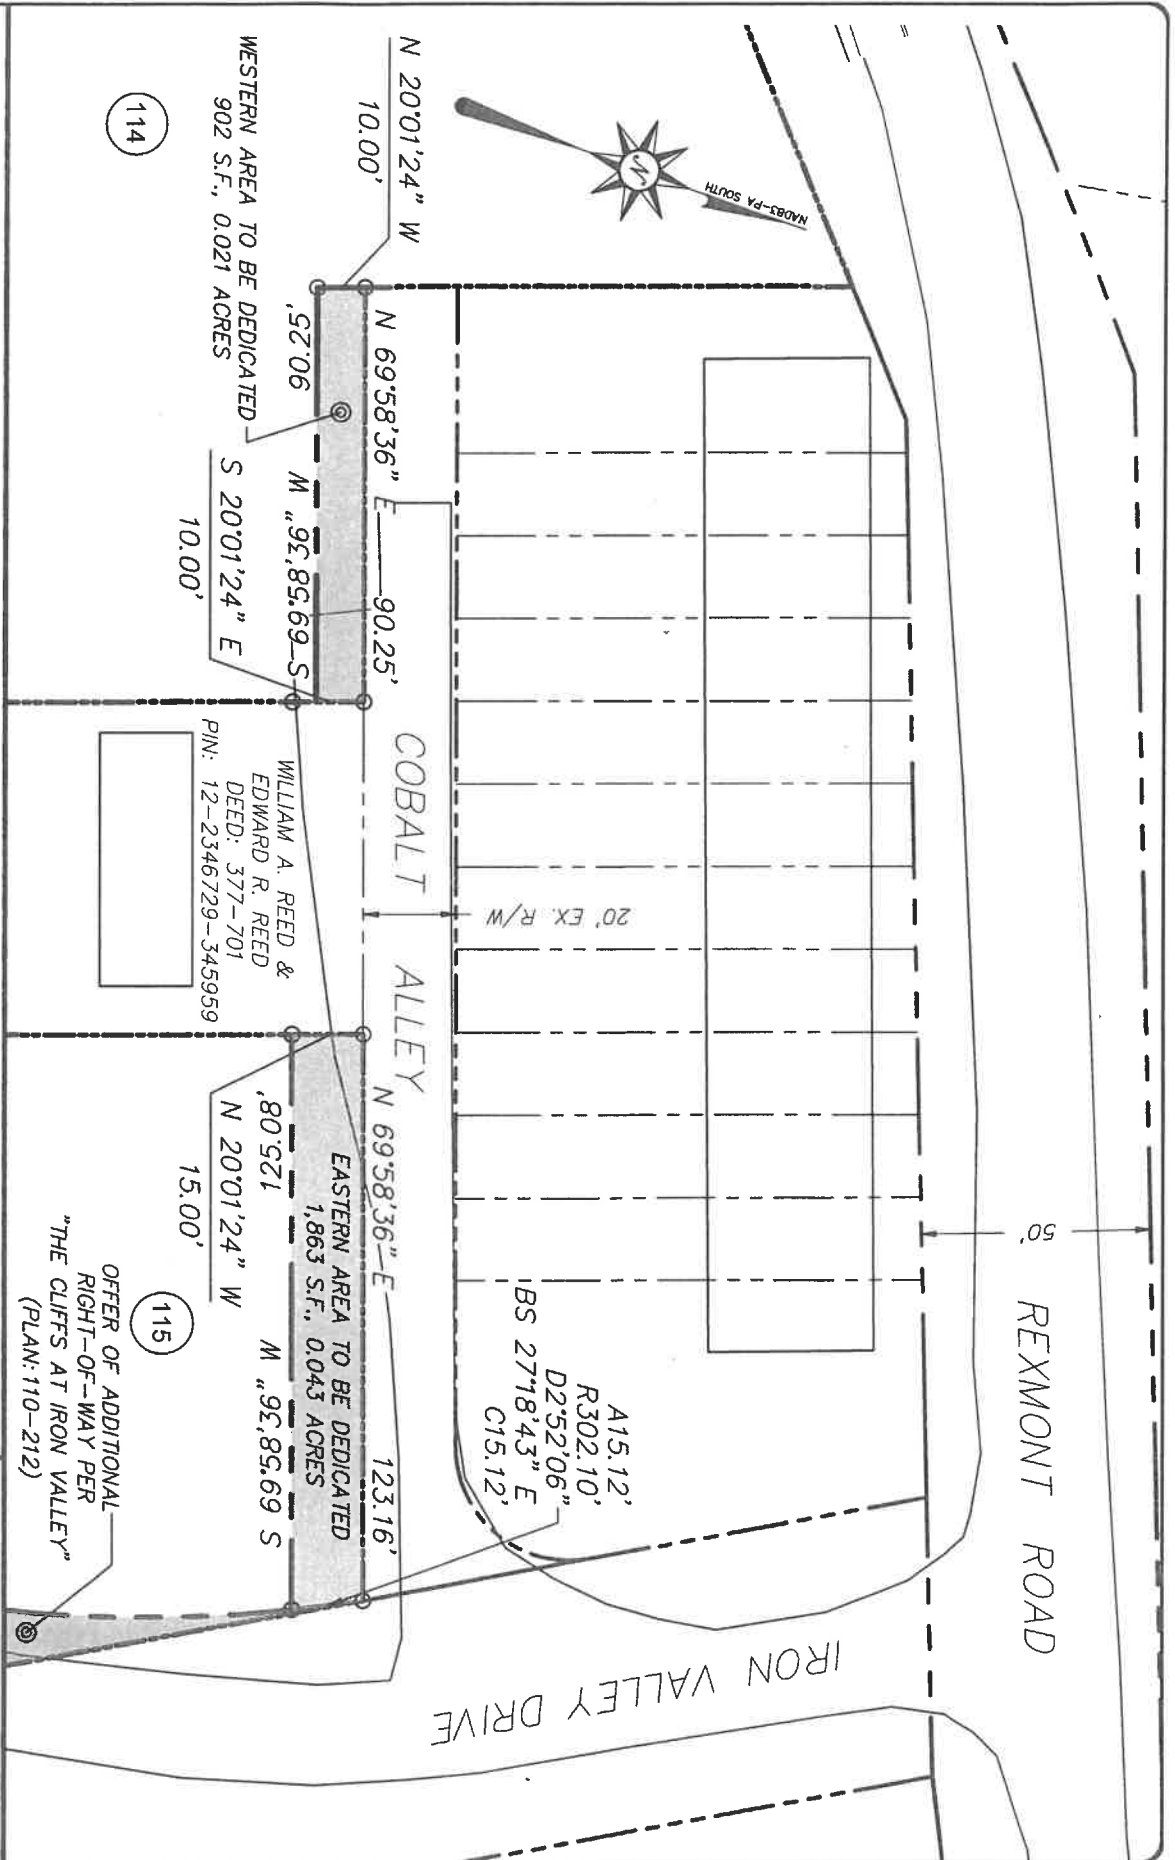 REXMONT ROAD
50'
IRON VALLEY DRIVE
NAD83-PA SOUTH
N
20' EX. R/W
COBALT ALLEY
A15.12'
R302.10'
D2°52'06"
BS 27°18'43" E
C15.12'
N 20°01'24" W
10.00'
N 69°58'36" E
90.25'
S 69°58'36" W
90.25'
S 20°01'24" E
10.00'
WESTERN AREA TO BE DEDICATED
902 S.F., 0.021 ACRES
114
WILLIAM A. REED &
EDWARD R. REED
DEED: 377-701
PIN: 12-2346729-345959
N 69°58'36" E
123.16'
EASTERN AREA TO BE DEDICATED
1,863 S.F., 0.043 ACRES
S 69°58'36" W
125.08'
N 20°01'24" W
15.00'
115
OFFER OF ADDITIONAL
RIGHT-OF-WAY PER
"THE CLIFFS AT IRON VALLEY"
(PLAN:110-212)